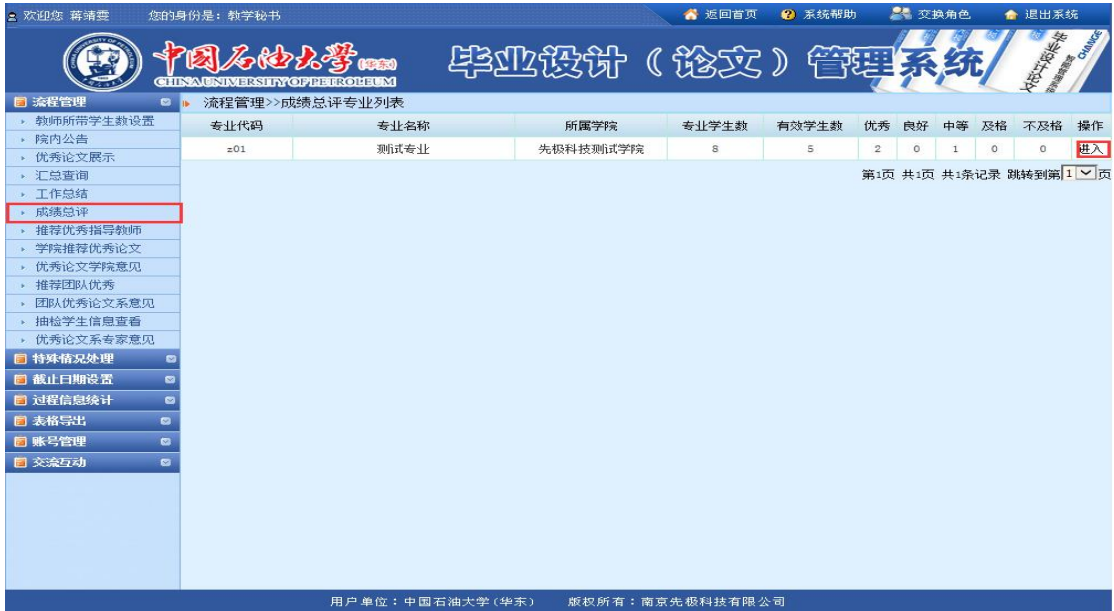 欢迎您 蒋靖雯 您的身份是：教学秘书 返回首页 系统帮助 交换角色 退出系统
中国石油大学(华东) 毕业设计（论文）管理系统
CHINA UNIVERSITY OF PETROLEUM
流程管理
教师所带学生数设置
院内公告
优秀论文展示
汇总查询
工作总结
成绩总评
推荐优秀指导教师
学院推荐优秀论文
优秀论文学院意见
推荐团队优秀
团队优秀论文系意见
抽检学生信息查看
优秀论文系专家意见
特殊情况处理
截止日期设置
过程信息统计
表格导出
账号管理
交流互动
流程管理>>成绩总评专业列表
专业代码 专业名称 所属学院 专业学生数 有效学生数 优秀 良好 中等 及格 不及格 操作
z01 测试专业 先极科技测试学院 8 5 2 0 1 0 0 进入
第1页 共1页 共1条记录 跳转到第 1 页
用户单位：中国石油大学(华东) 版权所有：南京先极科技有限公司